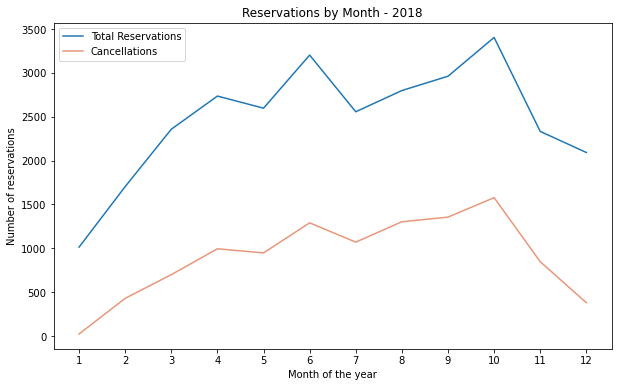 Reservations by Month - 2018
Total Reservations
Cancellations
Number of reservations
3500
3000
2500
2000
1500
1000
500
0
1 2 3 4 5 6 7 8 9 10 11 12
Month of the year